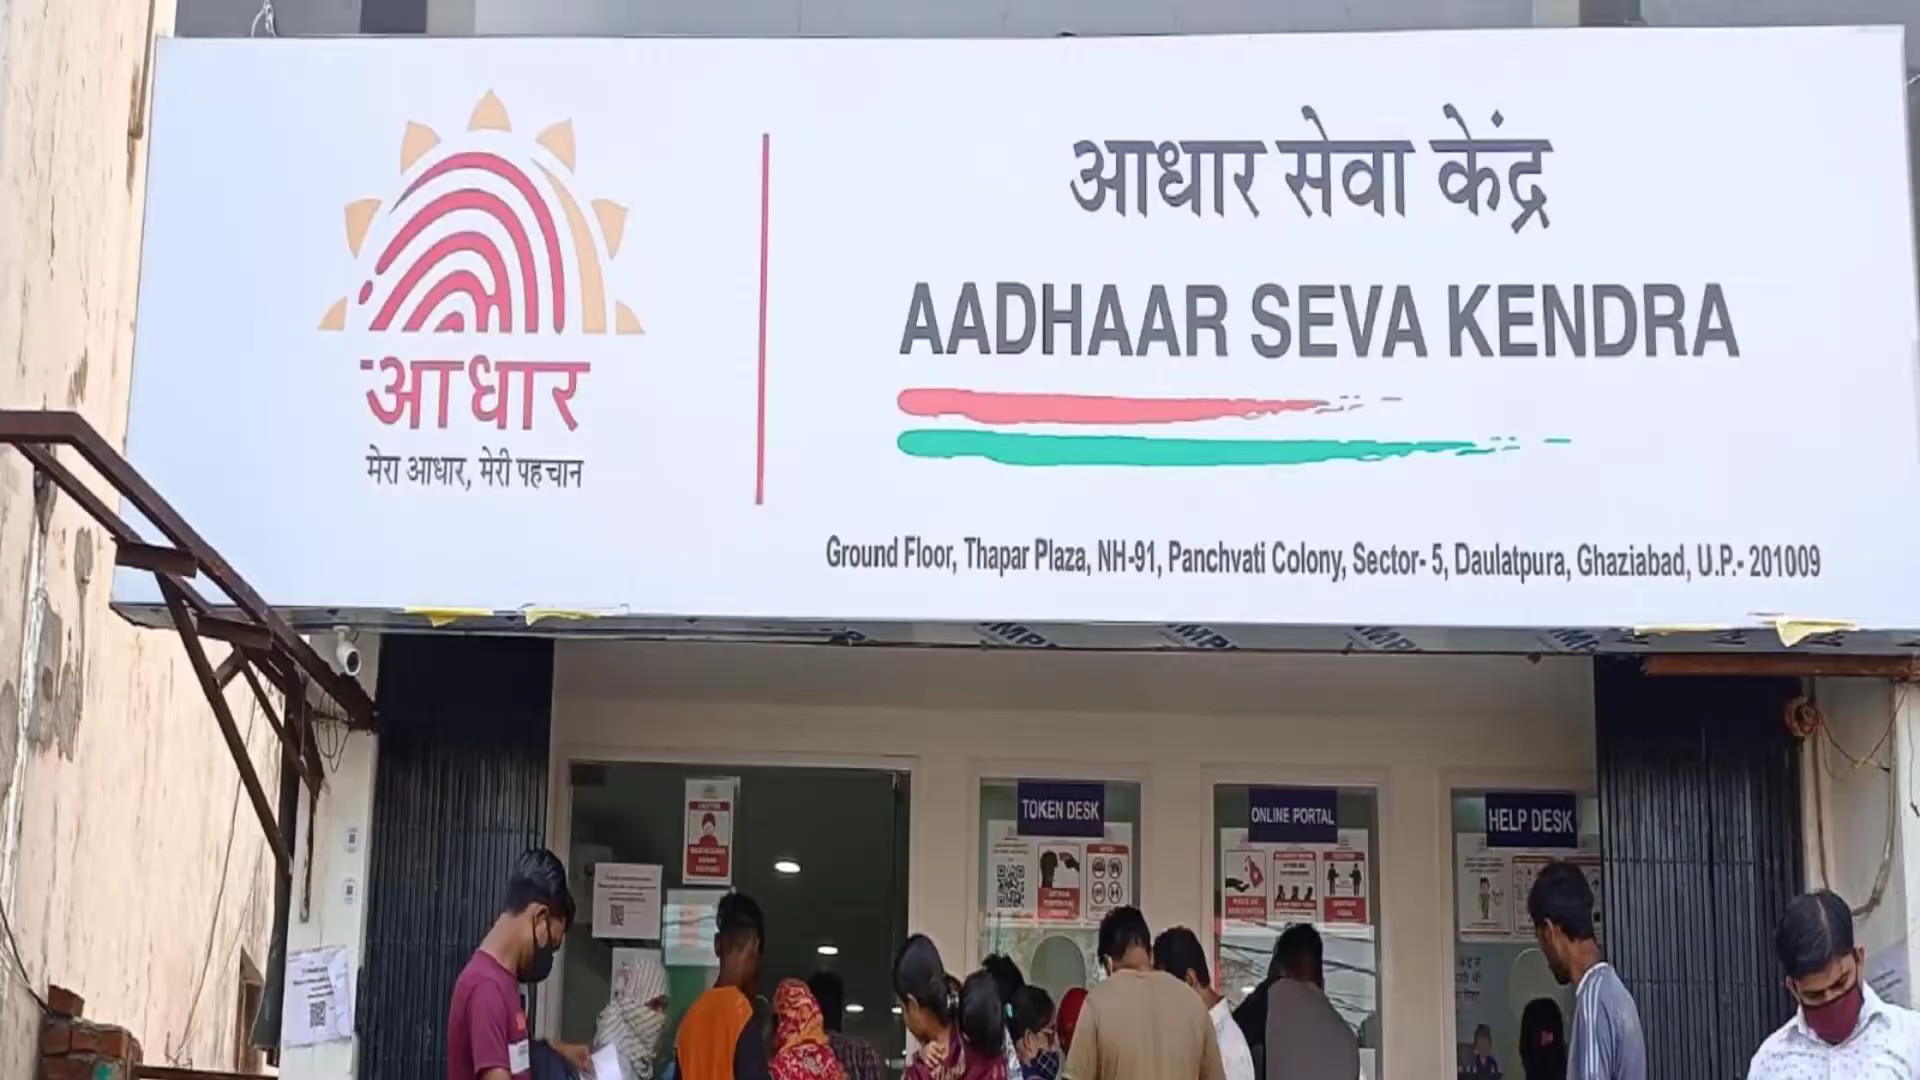 आधार
मेरा आधार, मेरी पहचान
आधार सेवा केंद्र
AADHAAR SEVA KENDRA
Ground Floor, Thapar Plaza, NH-91, Panchvati Colony, Sector- 5, Daulatpura, Ghaziabad, U.P.- 201009
TOKEN DESK
ONLINE PORTAL
HELP DESK